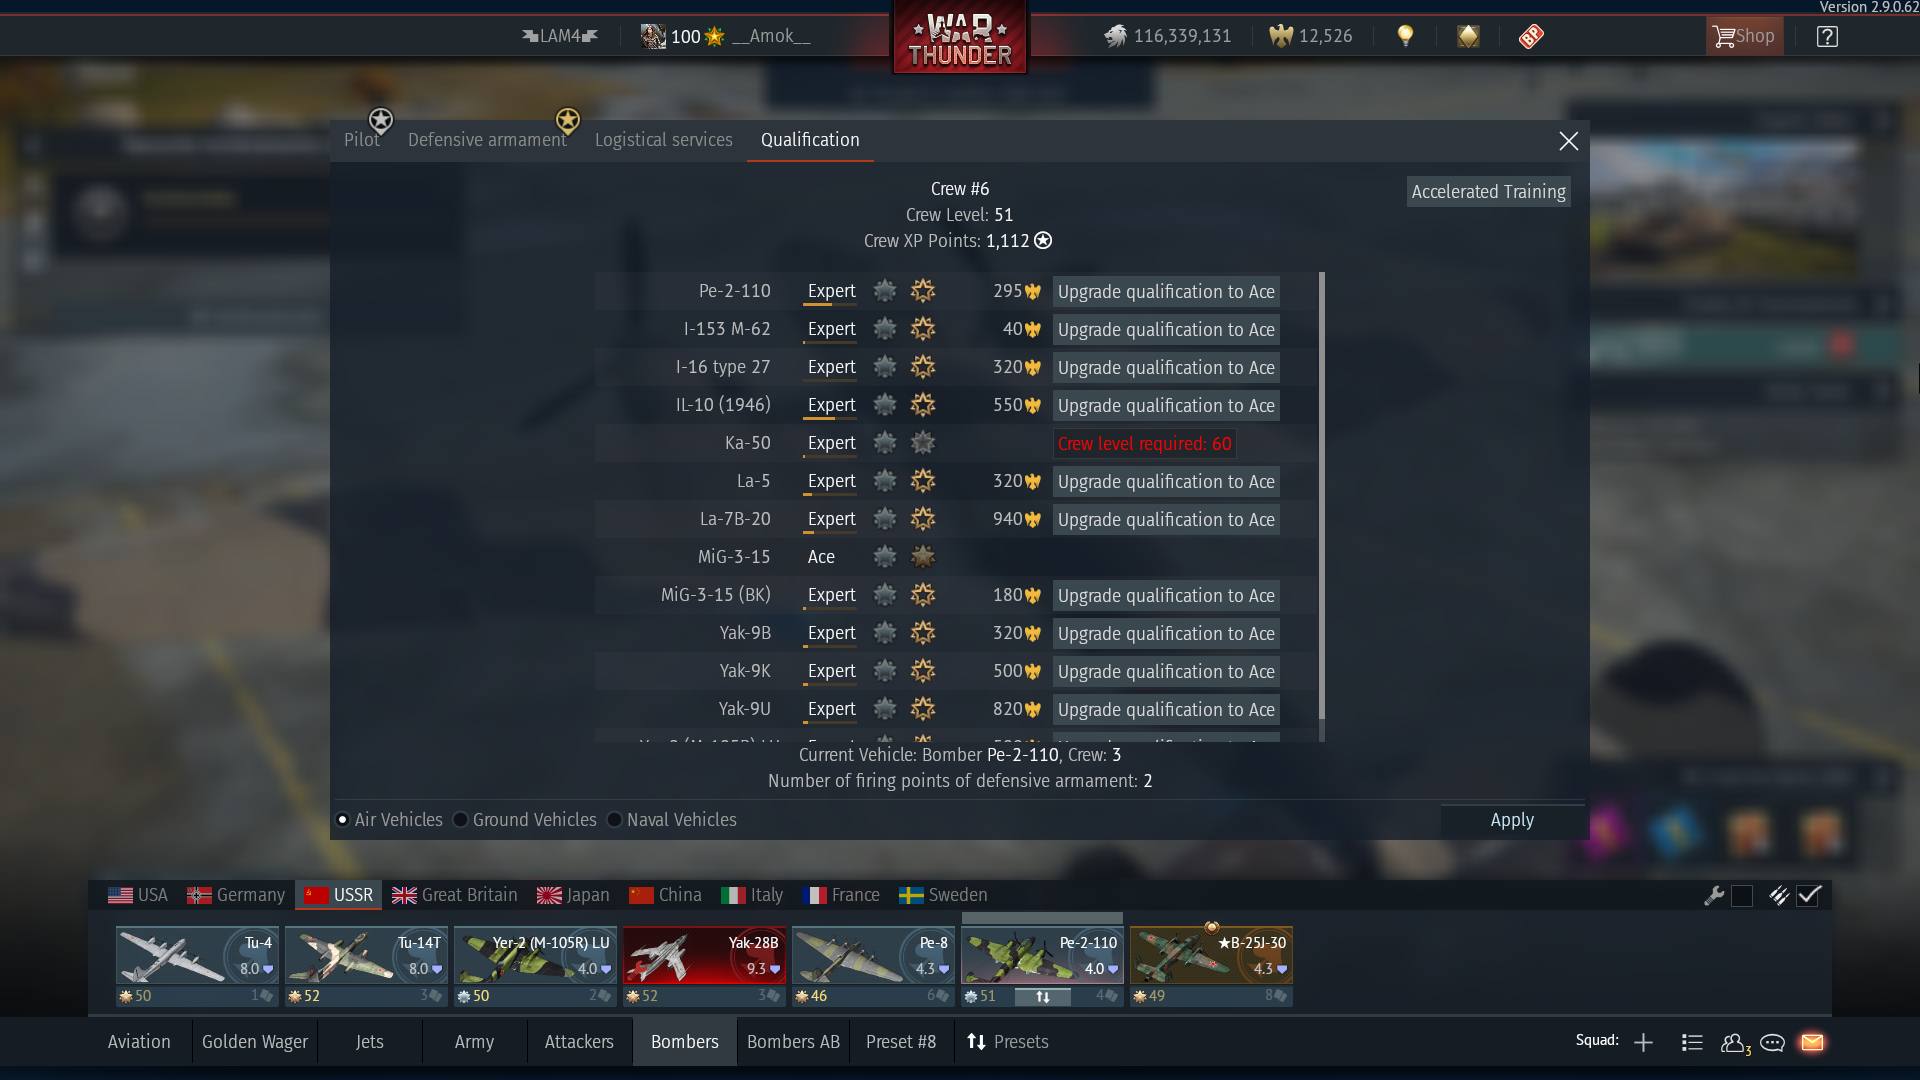 Version 2.9.0.62
LAM4
100 __Amok__
WAR THUNDER
116,339,131
12,526
BP
Shop
?
Pilot Defensive armament Logistical services Qualification
Crew #6
Crew Level: 51
Crew XP Points: 1,112
Accelerated Training
Pe-2-110 Expert 295 Upgrade qualification to Ace
I-153 M-62 Expert 40 Upgrade qualification to Ace
I-16 type 27 Expert 320 Upgrade qualification to Ace
IL-10 (1946) Expert 550 Upgrade qualification to Ace
Ka-50 Expert Crew level required: 60
La-5 Expert 320 Upgrade qualification to Ace
La-7B-20 Expert 940 Upgrade qualification to Ace
MiG-3-15 Ace
MiG-3-15 (BK) Expert 180 Upgrade qualification to Ace
Yak-9B Expert 320 Upgrade qualification to Ace
Yak-9K Expert 500 Upgrade qualification to Ace
Yak-9U Expert 820 Upgrade qualification to Ace
Current Vehicle: Bomber Pe-2-110, Crew: 3
Number of firing points of defensive armament: 2
Air Vehicles Ground Vehicles Naval Vehicles
Apply
USA Germany USSR Great Britain Japan China Italy France Sweden
Tu-4 8.0 50 1
Tu-14T 8.0 52 3
Yer-2 (M-105R) LU 4.0 50 2
Yak-28B 9.3 52 3
Pe-8 4.3 46 6
Pe-2-110 4.0 51 4
★B-25J-30 4.3 49 8
Aviation Golden Wager Jets Army Attackers Bombers Bombers AB Preset #8 Presets
Squad: 3